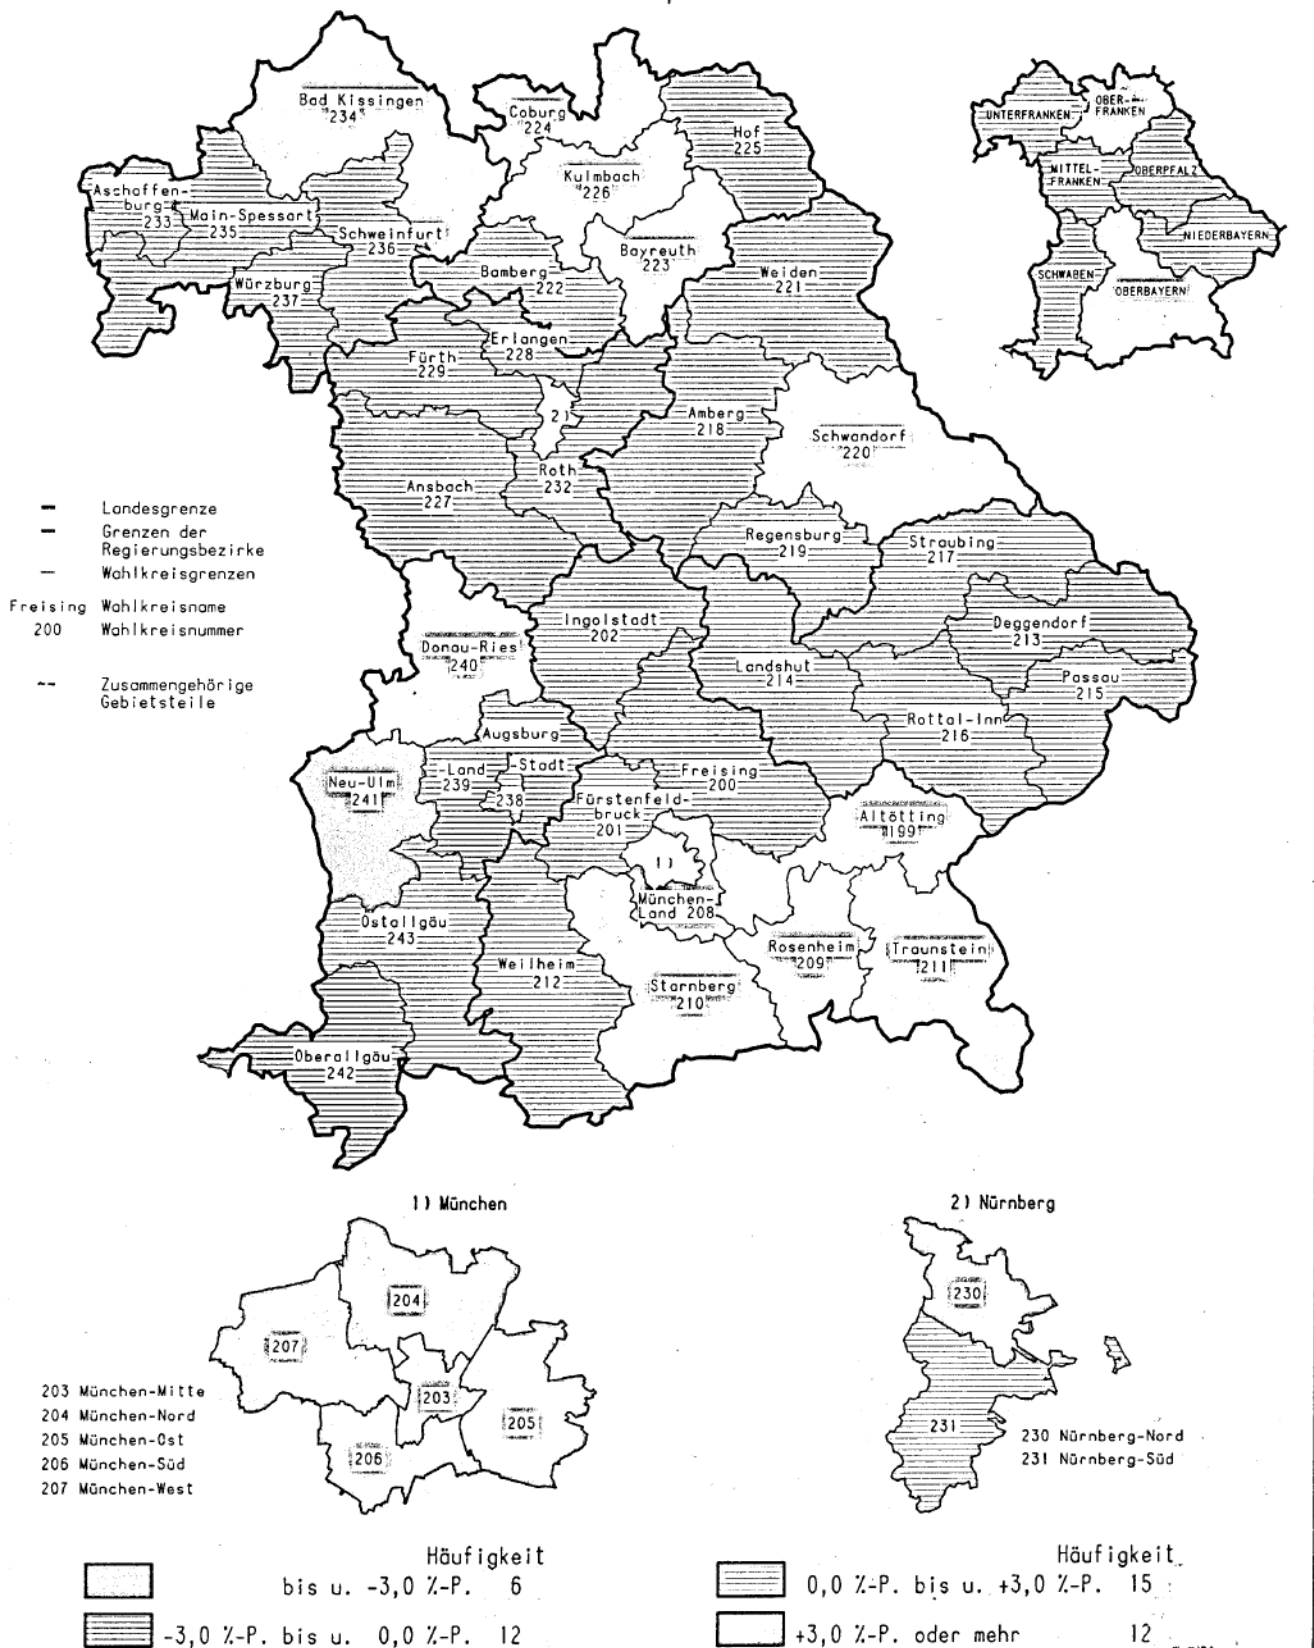 Bad Kissingen
234
Coburg
224
Hof
225
Kulmbach
226
Aschaffen-
burg
233
Main-Spessart
235
Schweinfurt
236
Bayreuth
223
Bamberg
222
Weiden
221
Würzburg
237
Erlangen
228
Fürth
229
2)
Amberg
218
Schwandorf
220
Roth
232
Ansbach
227
Regensburg
219
Straubing
217
Ingolstadt
202
Deggendorf
213
Donau-Ries
240
Landshut
214
Passau
215
Rottal-Inn
216
Augsburg
-Land
239
-Stadt
238
Neu-Ulm
241
Freising
200
Fürstenfeld-
bruck
201
Altötting
199
1)
München-
Land 208
Ostallgäu
243
Weilheim
212
Rosenheim
209
Traunstein
211
Starnberg
210
Oberallgäu
242
UNTERFRANKEN
OBER-
FRANKEN
MITTEL-
FRANKEN
OBERPFALZ
NIEDERBAYERN
SCHWABEN
OBERBAYERN
Landesgrenze
Grenzen der
Regierungsbezirke
Wahlkreisgrenzen
Freising Wahlkreisname
200 Wahlkreisnummer
Zusammengehörige
Gebietsteile
1) München
204
207
203
205
206
203 München-Mitte
204 München-Nord
205 München-Ost
206 München-Süd
207 München-West
2) Nürnberg
230
231
230 Nürnberg-Nord
231 Nürnberg-Süd
Häufigkeit
bis u. -3,0 %-P. 6
-3,0 %-P. bis u. 0,0 %-P. 12
Häufigkeit
0,0 %-P. bis u. +3,0 %-P. 15
+3,0 %-P. oder mehr 12